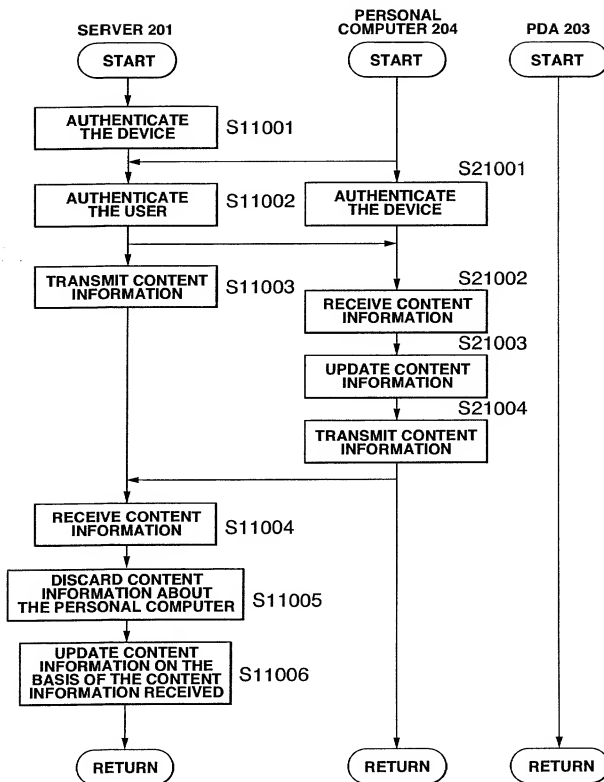 SERVER 201
PERSONAL
COMPUTER 204
PDA 203
START
START
START
AUTHENTICATE
THE DEVICE
S11001
AUTHENTICATE
THE USER
S11002
S21001
AUTHENTICATE
THE DEVICE
TRANSMIT CONTENT
INFORMATION
S11003
S21002
RECEIVE CONTENT
INFORMATION
S21003
UPDATE CONTENT
INFORMATION
S21004
TRANSMIT CONTENT
INFORMATION
RECEIVE CONTENT
INFORMATION
S11004
DISCARD CONTENT
INFORMATION ABOUT
THE PERSONAL COMPUTER
S11005
UPDATE CONTENT
INFORMATION ON THE
BASIS OF THE CONTENT
INFORMATION RECEIVED
S11006
RETURN
RETURN
RETURN